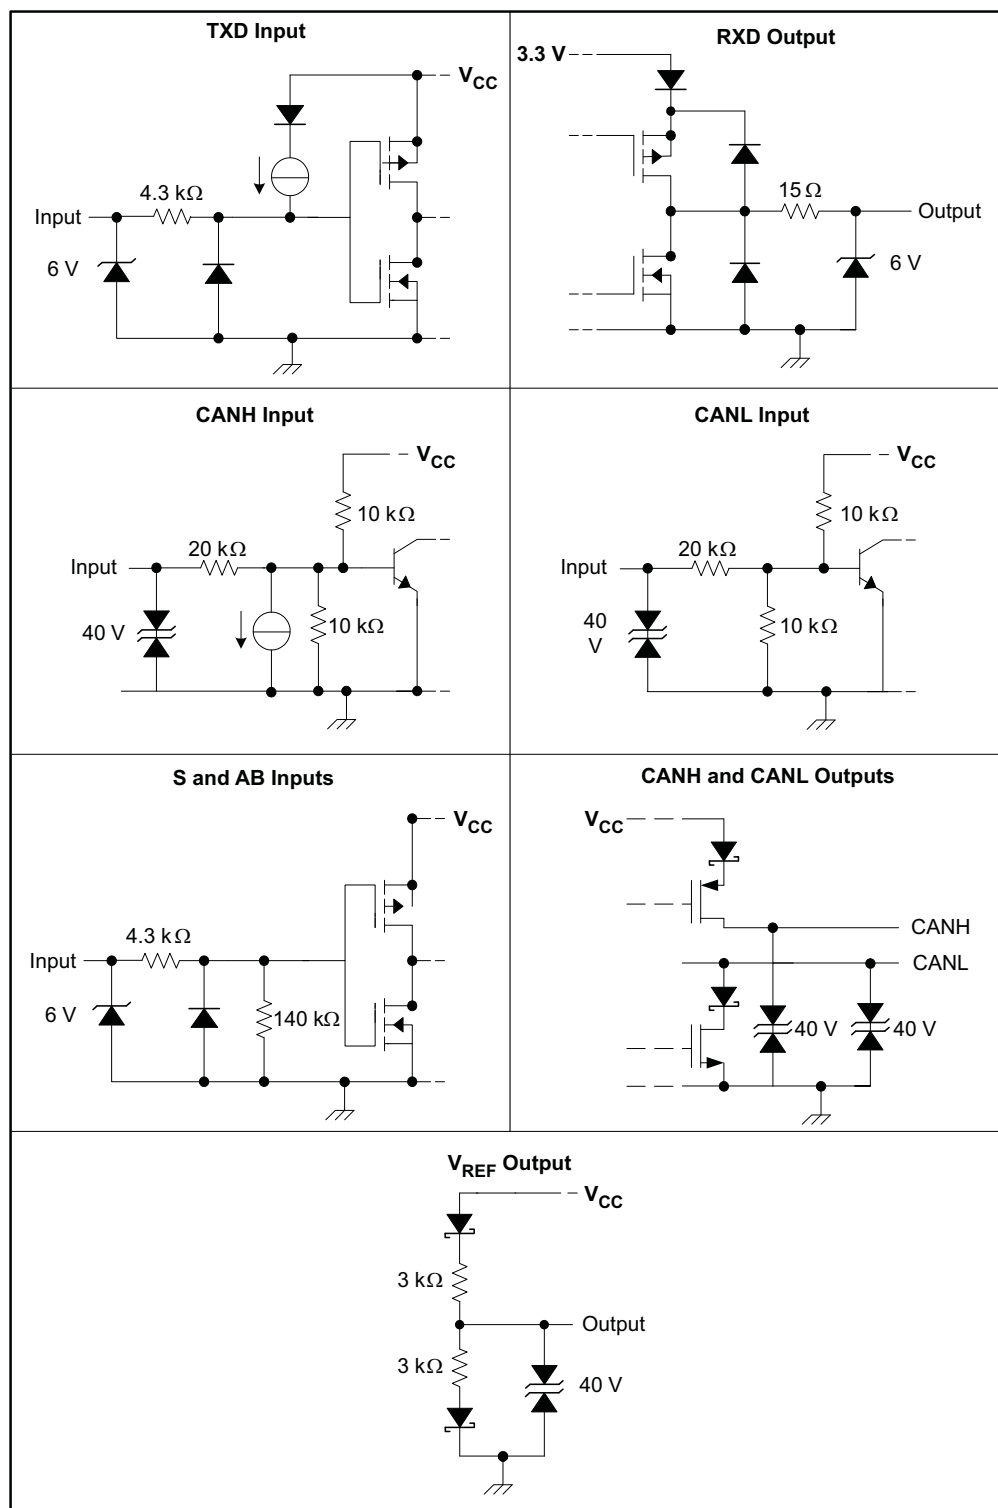 TXD Input
V_CC
4.3 kΩ
Input
6 V
RXD Output
3.3 V
15 Ω
Output
6 V
CANH Input
V_CC
10 kΩ
20 kΩ
Input
40 V
10 kΩ
CANL Input
V_CC
10 kΩ
20 kΩ
Input
40
V
10 kΩ
S and AB Inputs
V_CC
4.3 kΩ
Input
6 V
140 kΩ
CANH and CANL Outputs
V_CC
CANH
CANL
40 V
40 V
V_REF Output
V_CC
3 kΩ
Output
3 kΩ
40 V